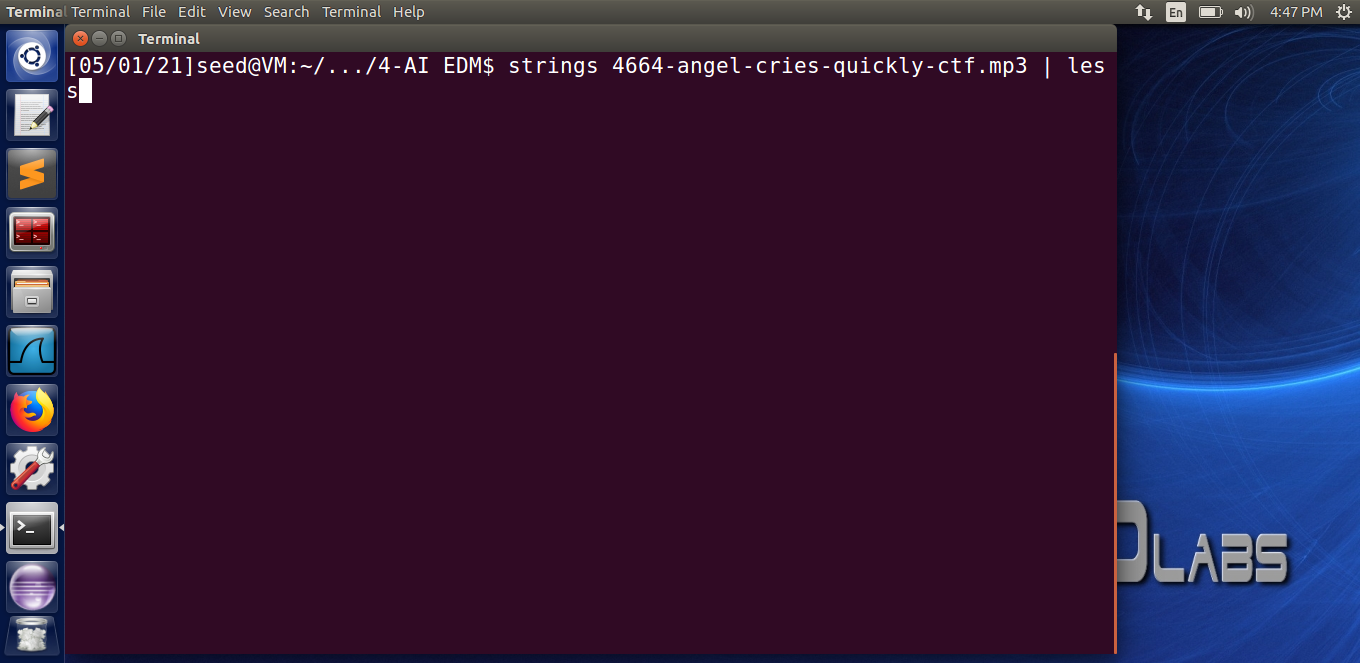 Terminal Terminal File Edit View Search Terminal Help En 4:47 PM
Terminal
[05/01/21]seed@VM:~/.../4-AI EDM$ strings 4664-angel-cries-quickly-ctf.mp3 | les
s
LABS